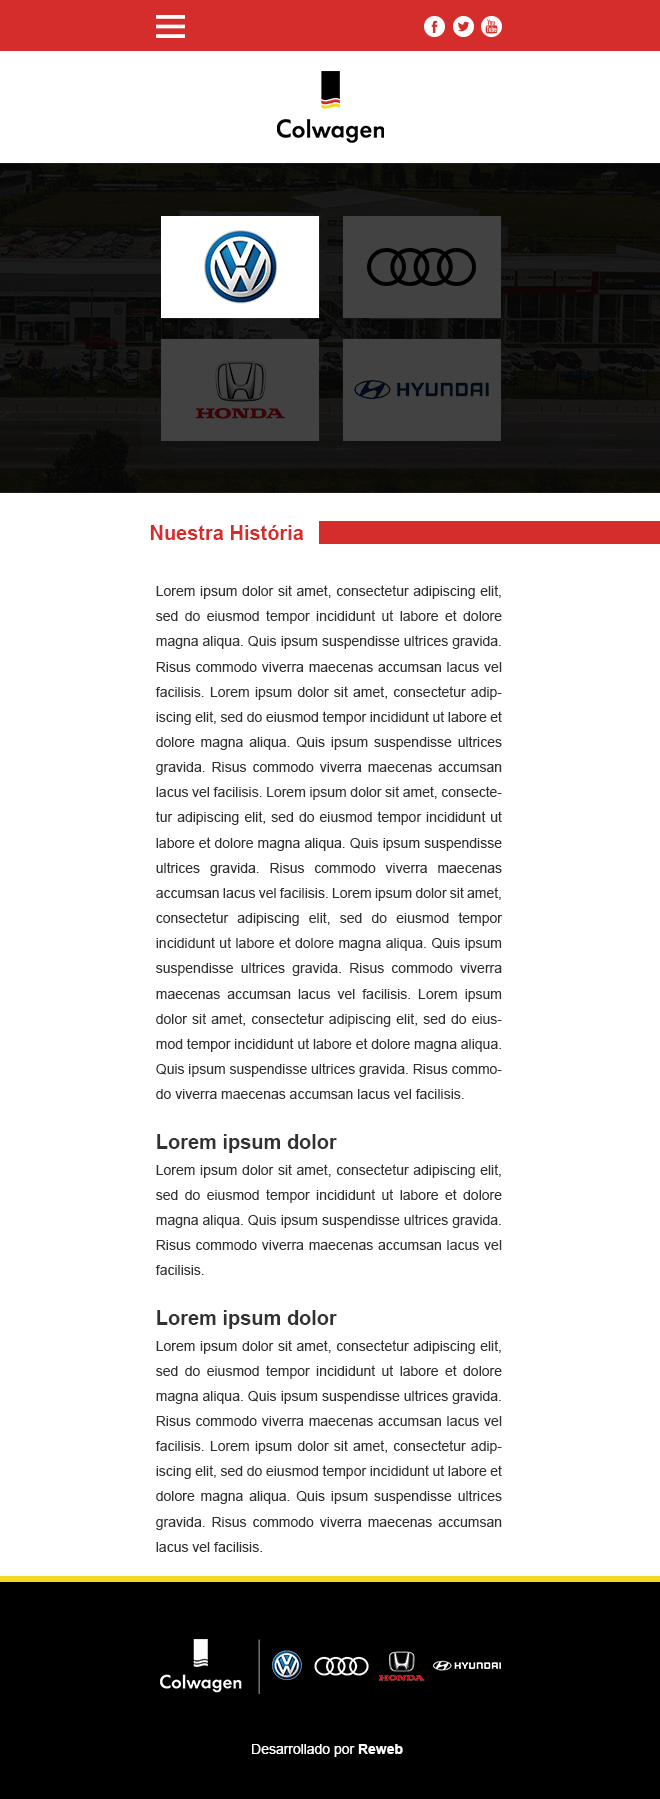 Colwagen
HONDA
HYUNDAI
Nuestra História
Lorem ipsum dolor sit amet, consectetur adipiscing elit,
sed do eiusmod tempor incididunt ut labore et dolore
magna aliqua. Quis ipsum suspendisse ultrices gravida.
Risus commodo viverra maecenas accumsan lacus vel
facilisis. Lorem ipsum dolor sit amet, consectetur adip-
iscing elit, sed do eiusmod tempor incididunt ut labore et
dolore magna aliqua. Quis ipsum suspendisse ultrices
gravida. Risus commodo viverra maecenas accumsan
lacus vel facilisis. Lorem ipsum dolor sit amet, consecte-
tur adipiscing elit, sed do eiusmod tempor incididunt ut
labore et dolore magna aliqua. Quis ipsum suspendisse
ultrices gravida. Risus commodo viverra maecenas
accumsan lacus vel facilisis. Lorem ipsum dolor sit amet,
consectetur adipiscing elit, sed do eiusmod tempor
incididunt ut labore et dolore magna aliqua. Quis ipsum
suspendisse ultrices gravida. Risus commodo viverra
maecenas accumsan lacus vel facilisis. Lorem ipsum
dolor sit amet, consectetur adipiscing elit, sed do eius-
mod tempor incididunt ut labore et dolore magna aliqua.
Quis ipsum suspendisse ultrices gravida. Risus commo-
do viverra maecenas accumsan lacus vel facilisis.
Lorem ipsum dolor
Lorem ipsum dolor sit amet, consectetur adipiscing elit,
sed do eiusmod tempor incididunt ut labore et dolore
magna aliqua. Quis ipsum suspendisse ultrices gravida.
Risus commodo viverra maecenas accumsan lacus vel
facilisis.
Lorem ipsum dolor
Lorem ipsum dolor sit amet, consectetur adipiscing elit,
sed do eiusmod tempor incididunt ut labore et dolore
magna aliqua. Quis ipsum suspendisse ultrices gravida.
Risus commodo viverra maecenas accumsan lacus vel
facilisis. Lorem ipsum dolor sit amet, consectetur adip-
iscing elit, sed do eiusmod tempor incididunt ut labore et
dolore magna aliqua. Quis ipsum suspendisse ultrices
gravida. Risus commodo viverra maecenas accumsan
lacus vel facilisis.
Colwagen
HONDA
HYUNDAI
Desarrollado por Reweb